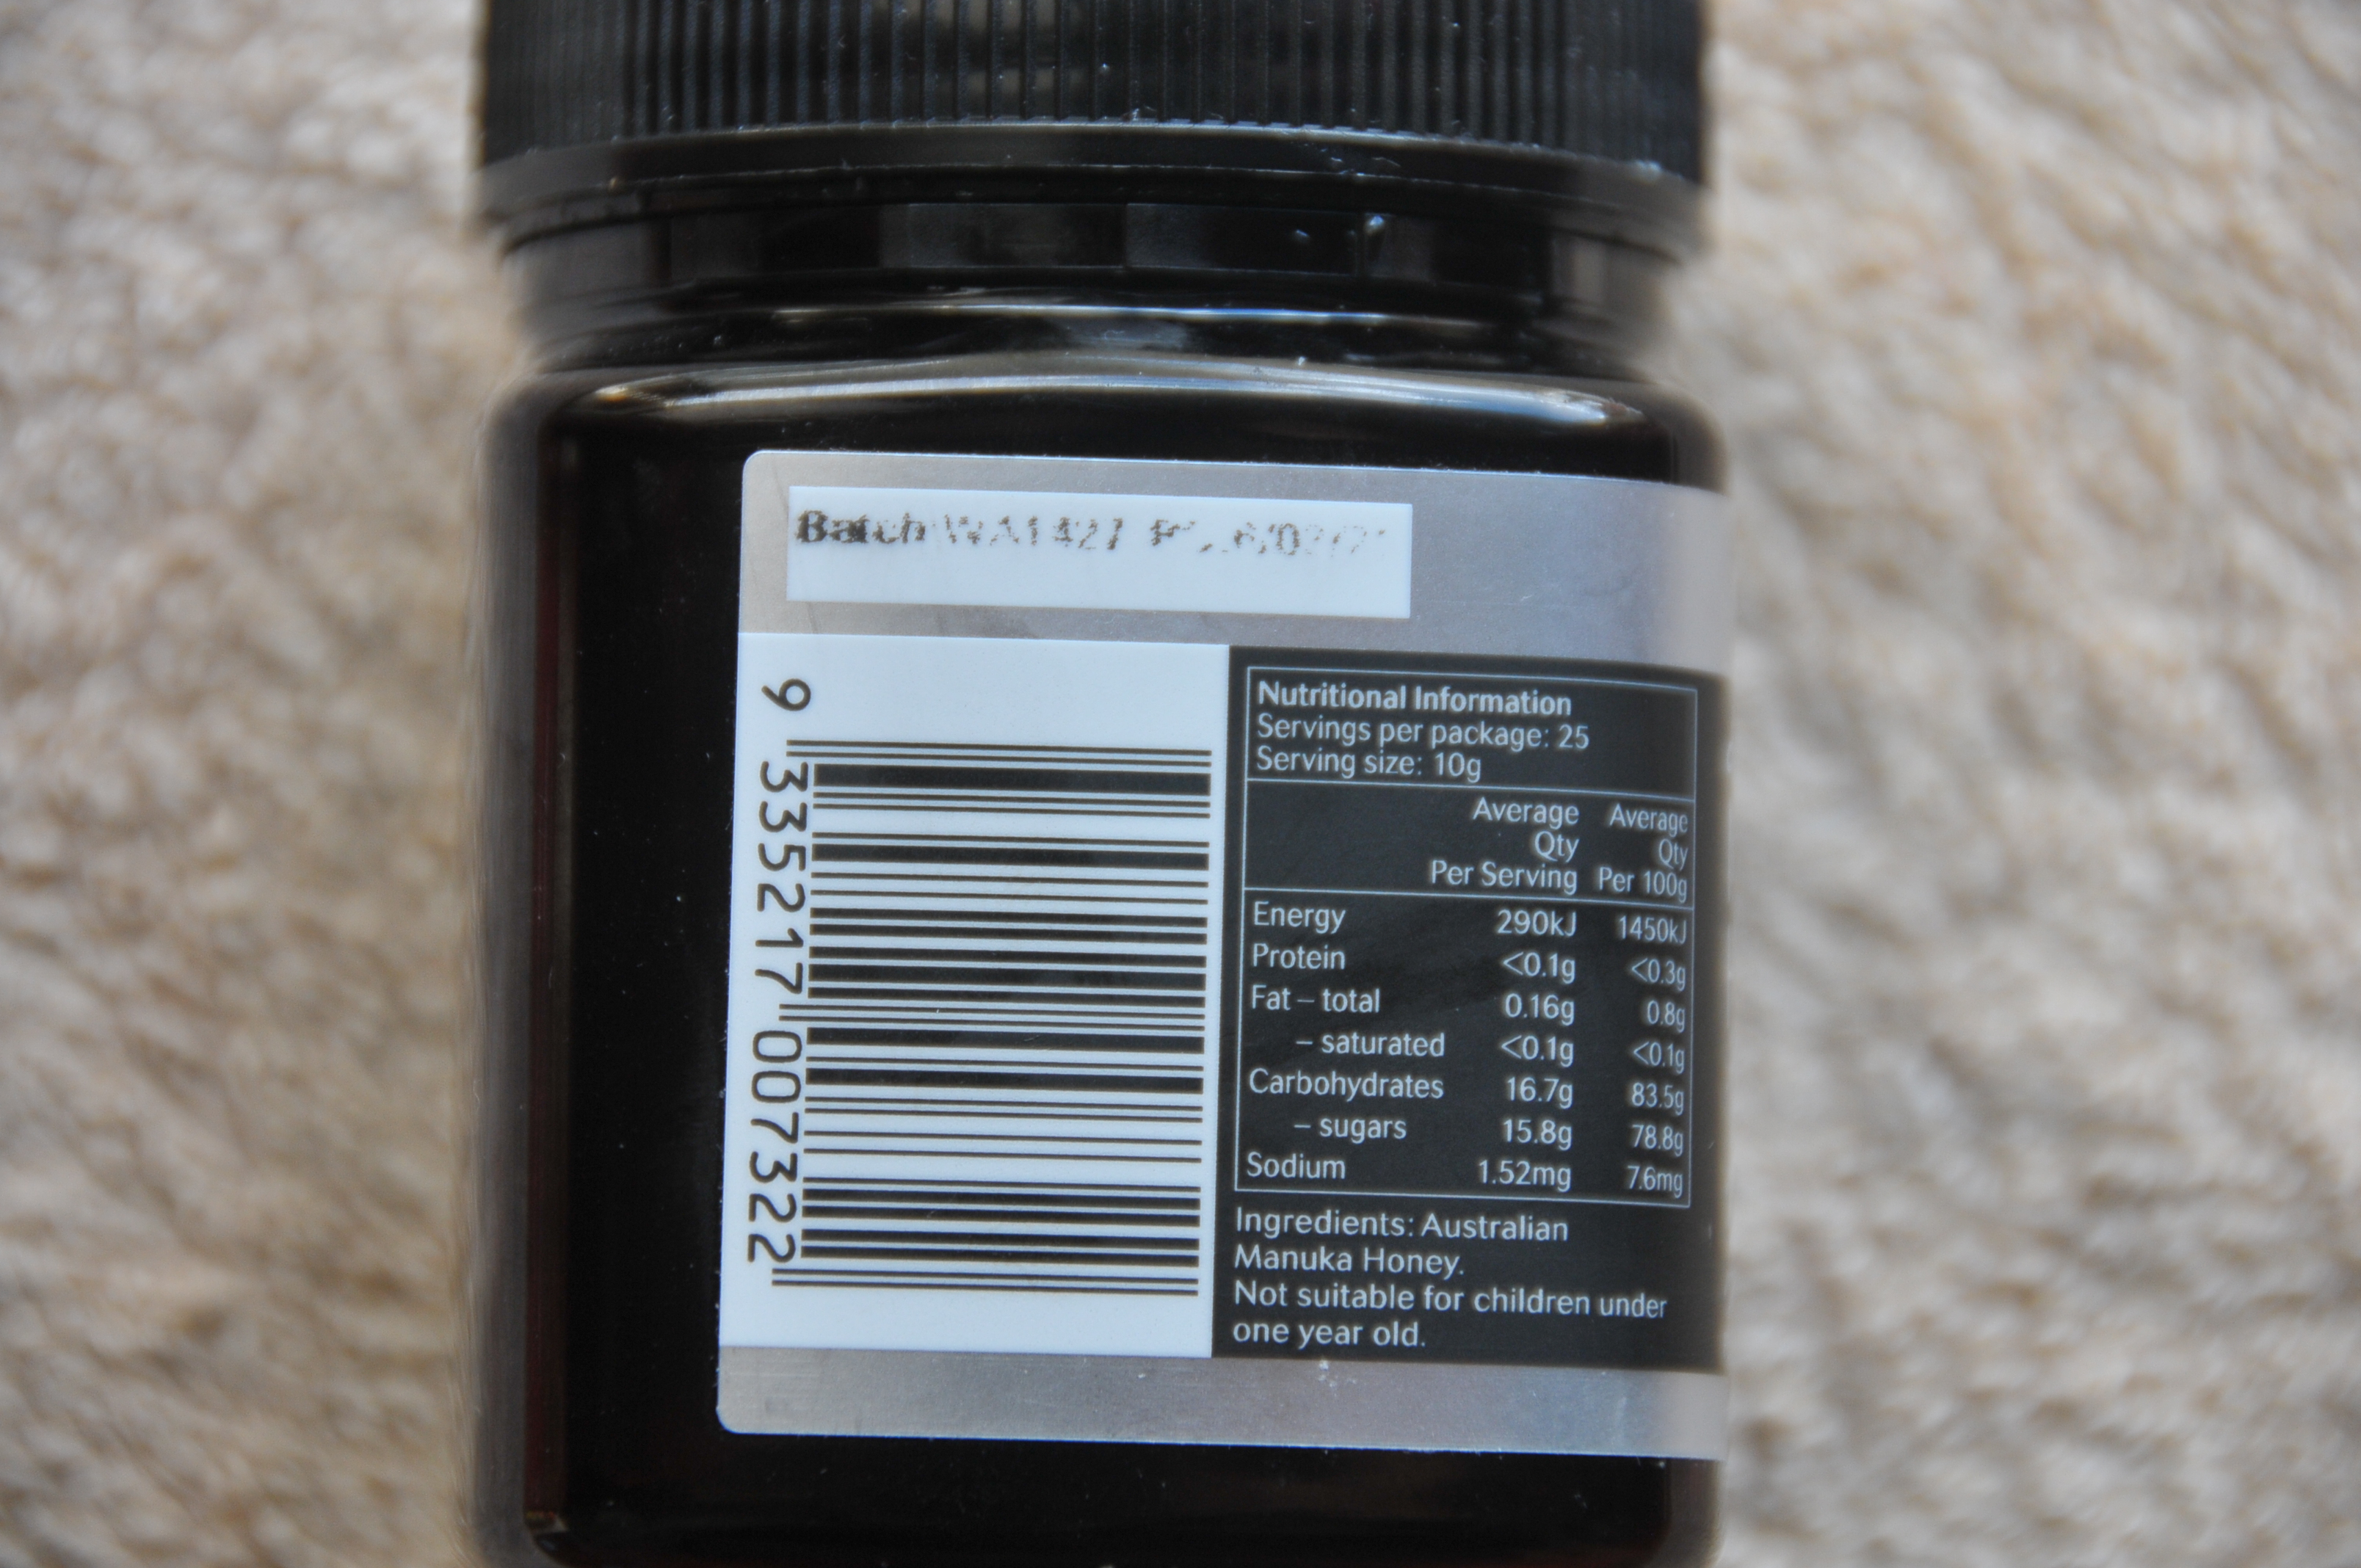 Batch WA1427
9 335217 007322
Nutritional Information
Servings per package: 25
Serving size: 10g
Average Average
Qty Qty
Per Serving Per 100g
Energy 290kJ 1450kJ
Protein <0.1g <0.3g
Fat – total 0.16g 0.8g
– saturated <0.1g <0.1g
Carbohydrates 16.7g 83.5g
– sugars 15.8g 78.8g
Sodium 1.52mg 7.6mg
Ingredients: Australian
Manuka Honey.
Not suitable for children under
one year old.